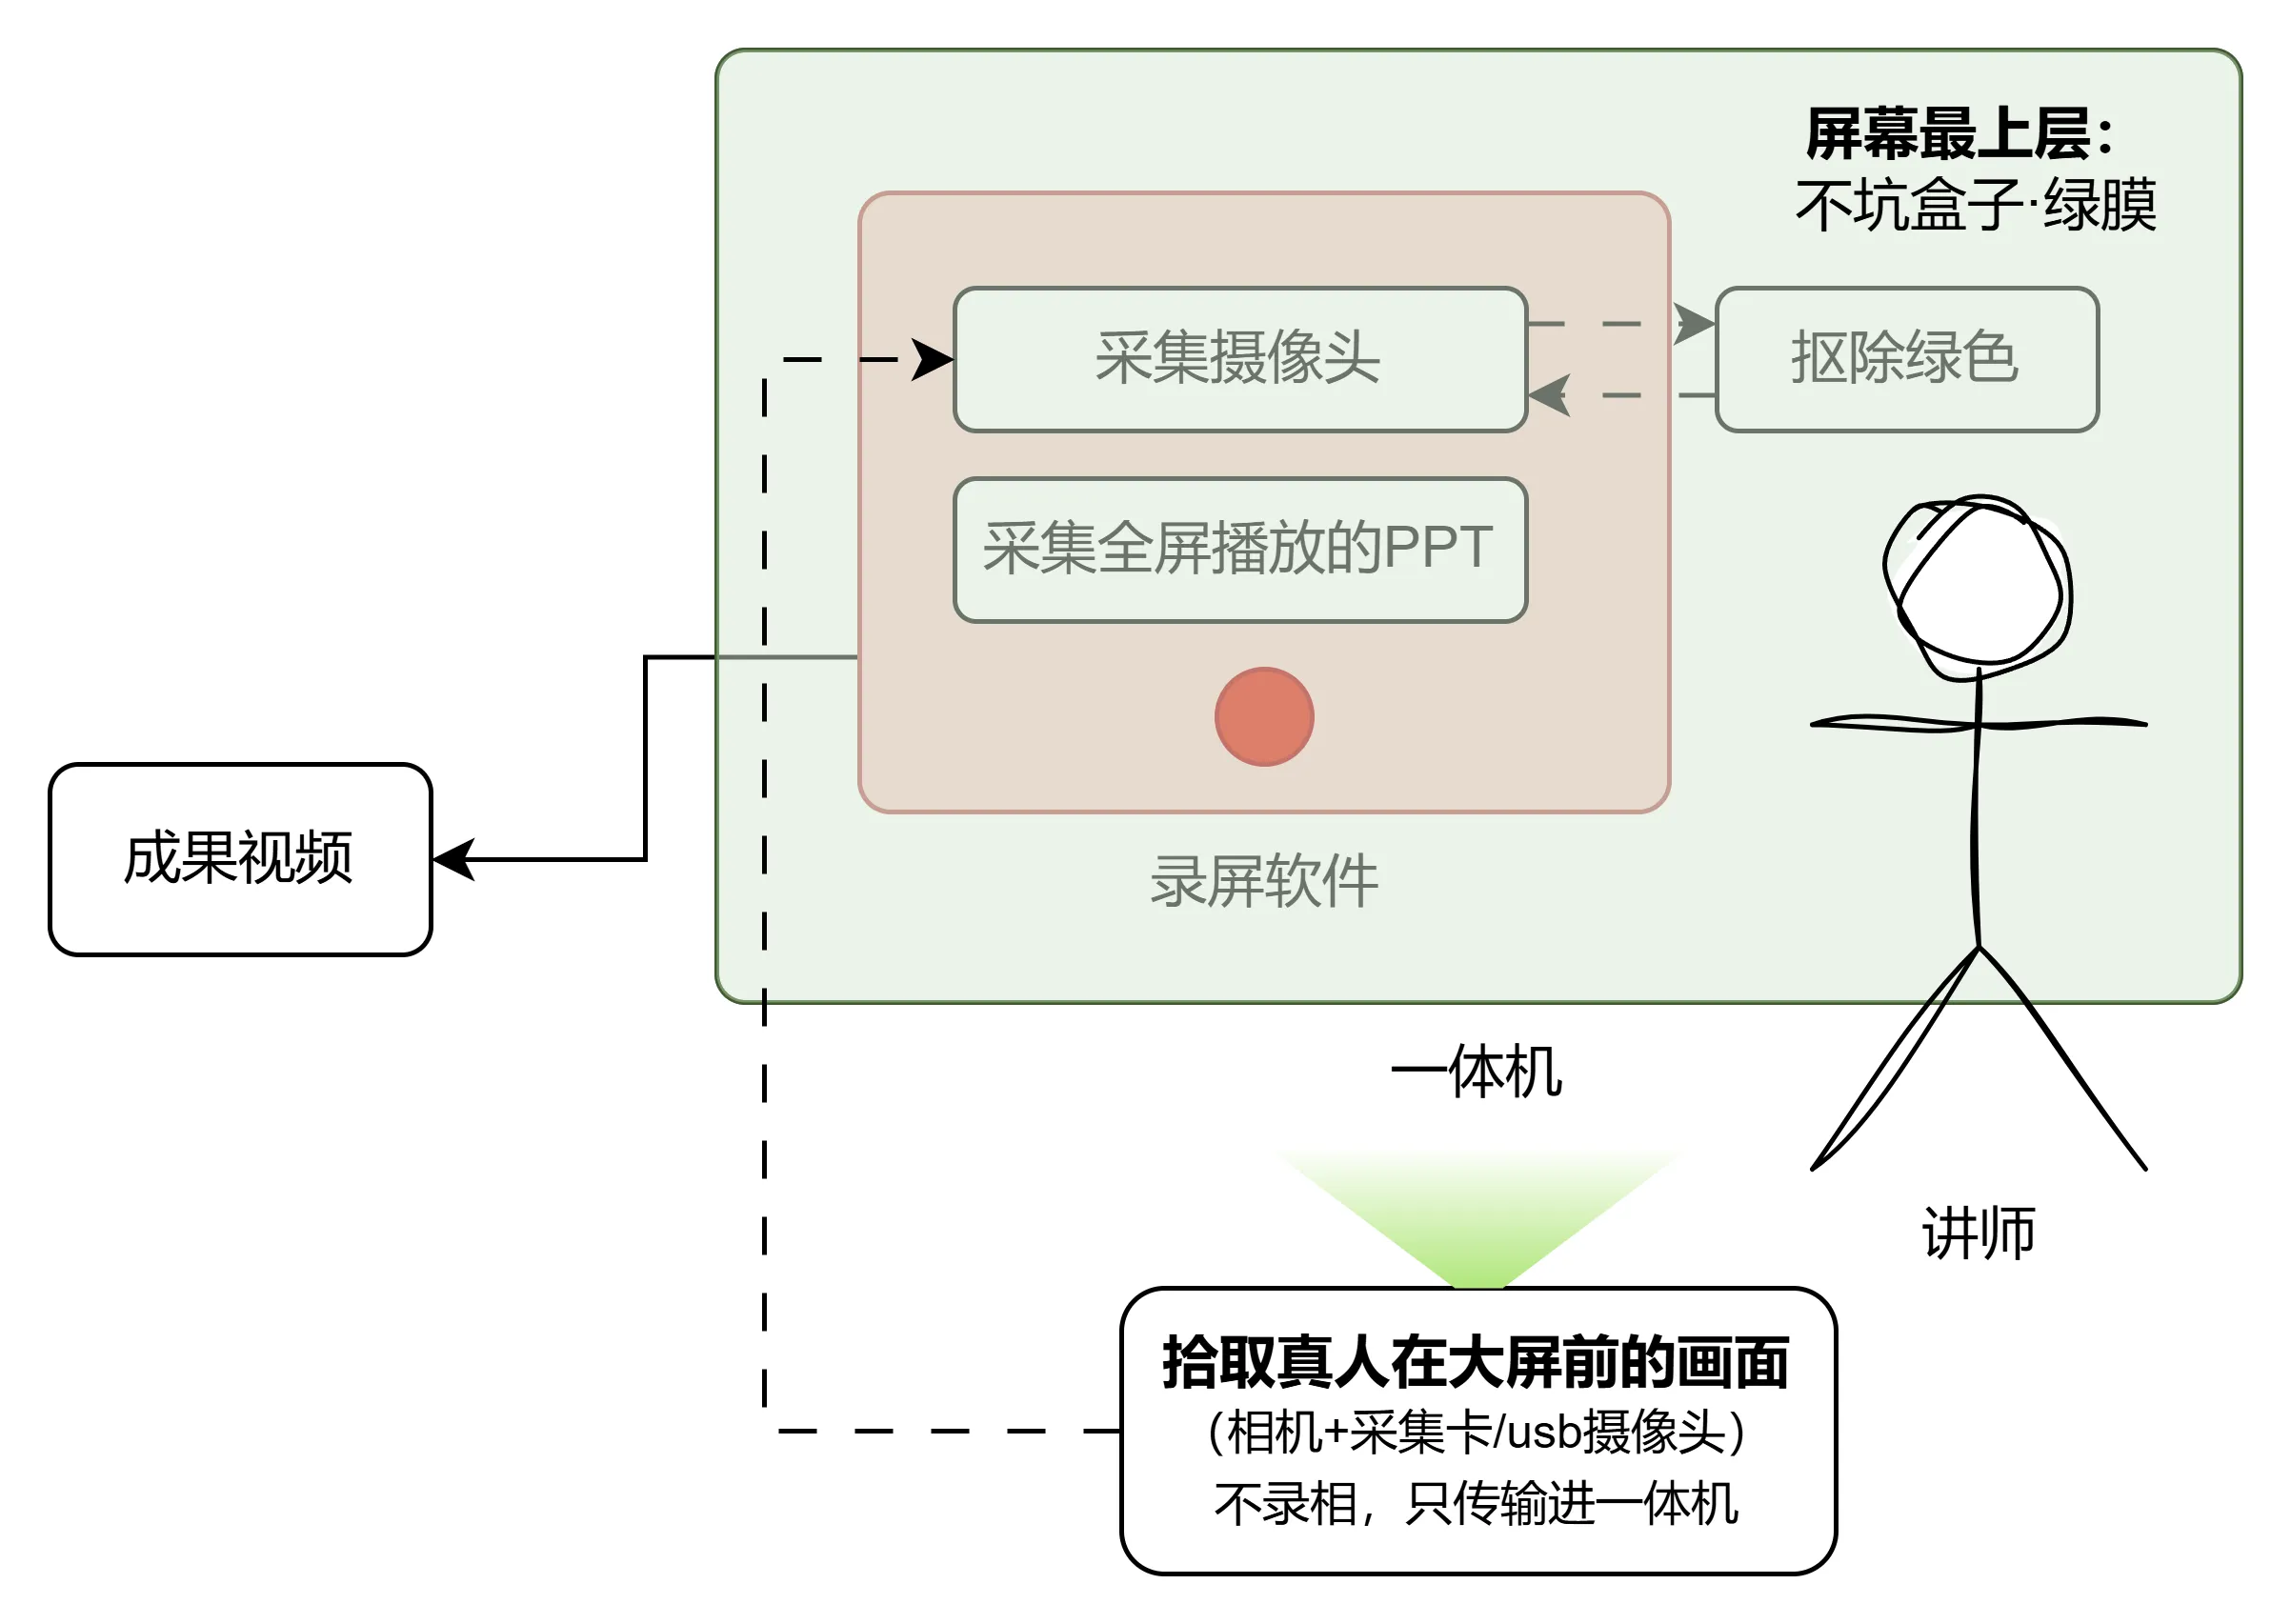 屏幕最上层：
不坑盒子·绿膜
采集摄像头
抠除绿色
采集全屏播放的PPT
录屏软件
成果视频
一体机
讲师
拾取真人在大屏前的画面
（相机+采集卡/usb摄像头）
不录相，只传输进一体机